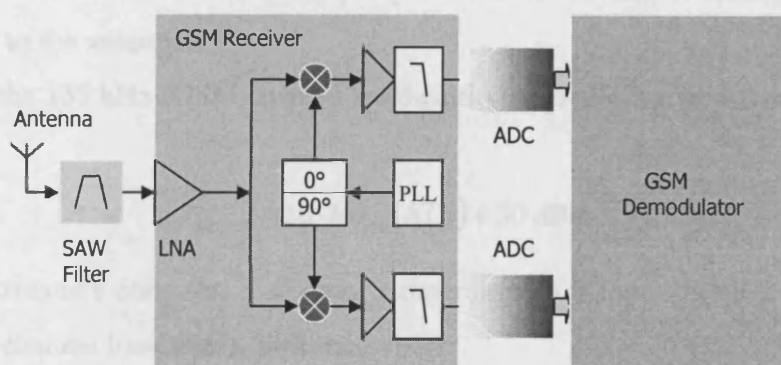 GSM Receiver
Antenna
SAW
Filter
LNA
0°
90°
PLL
ADC
ADC
GSM
Demodulator